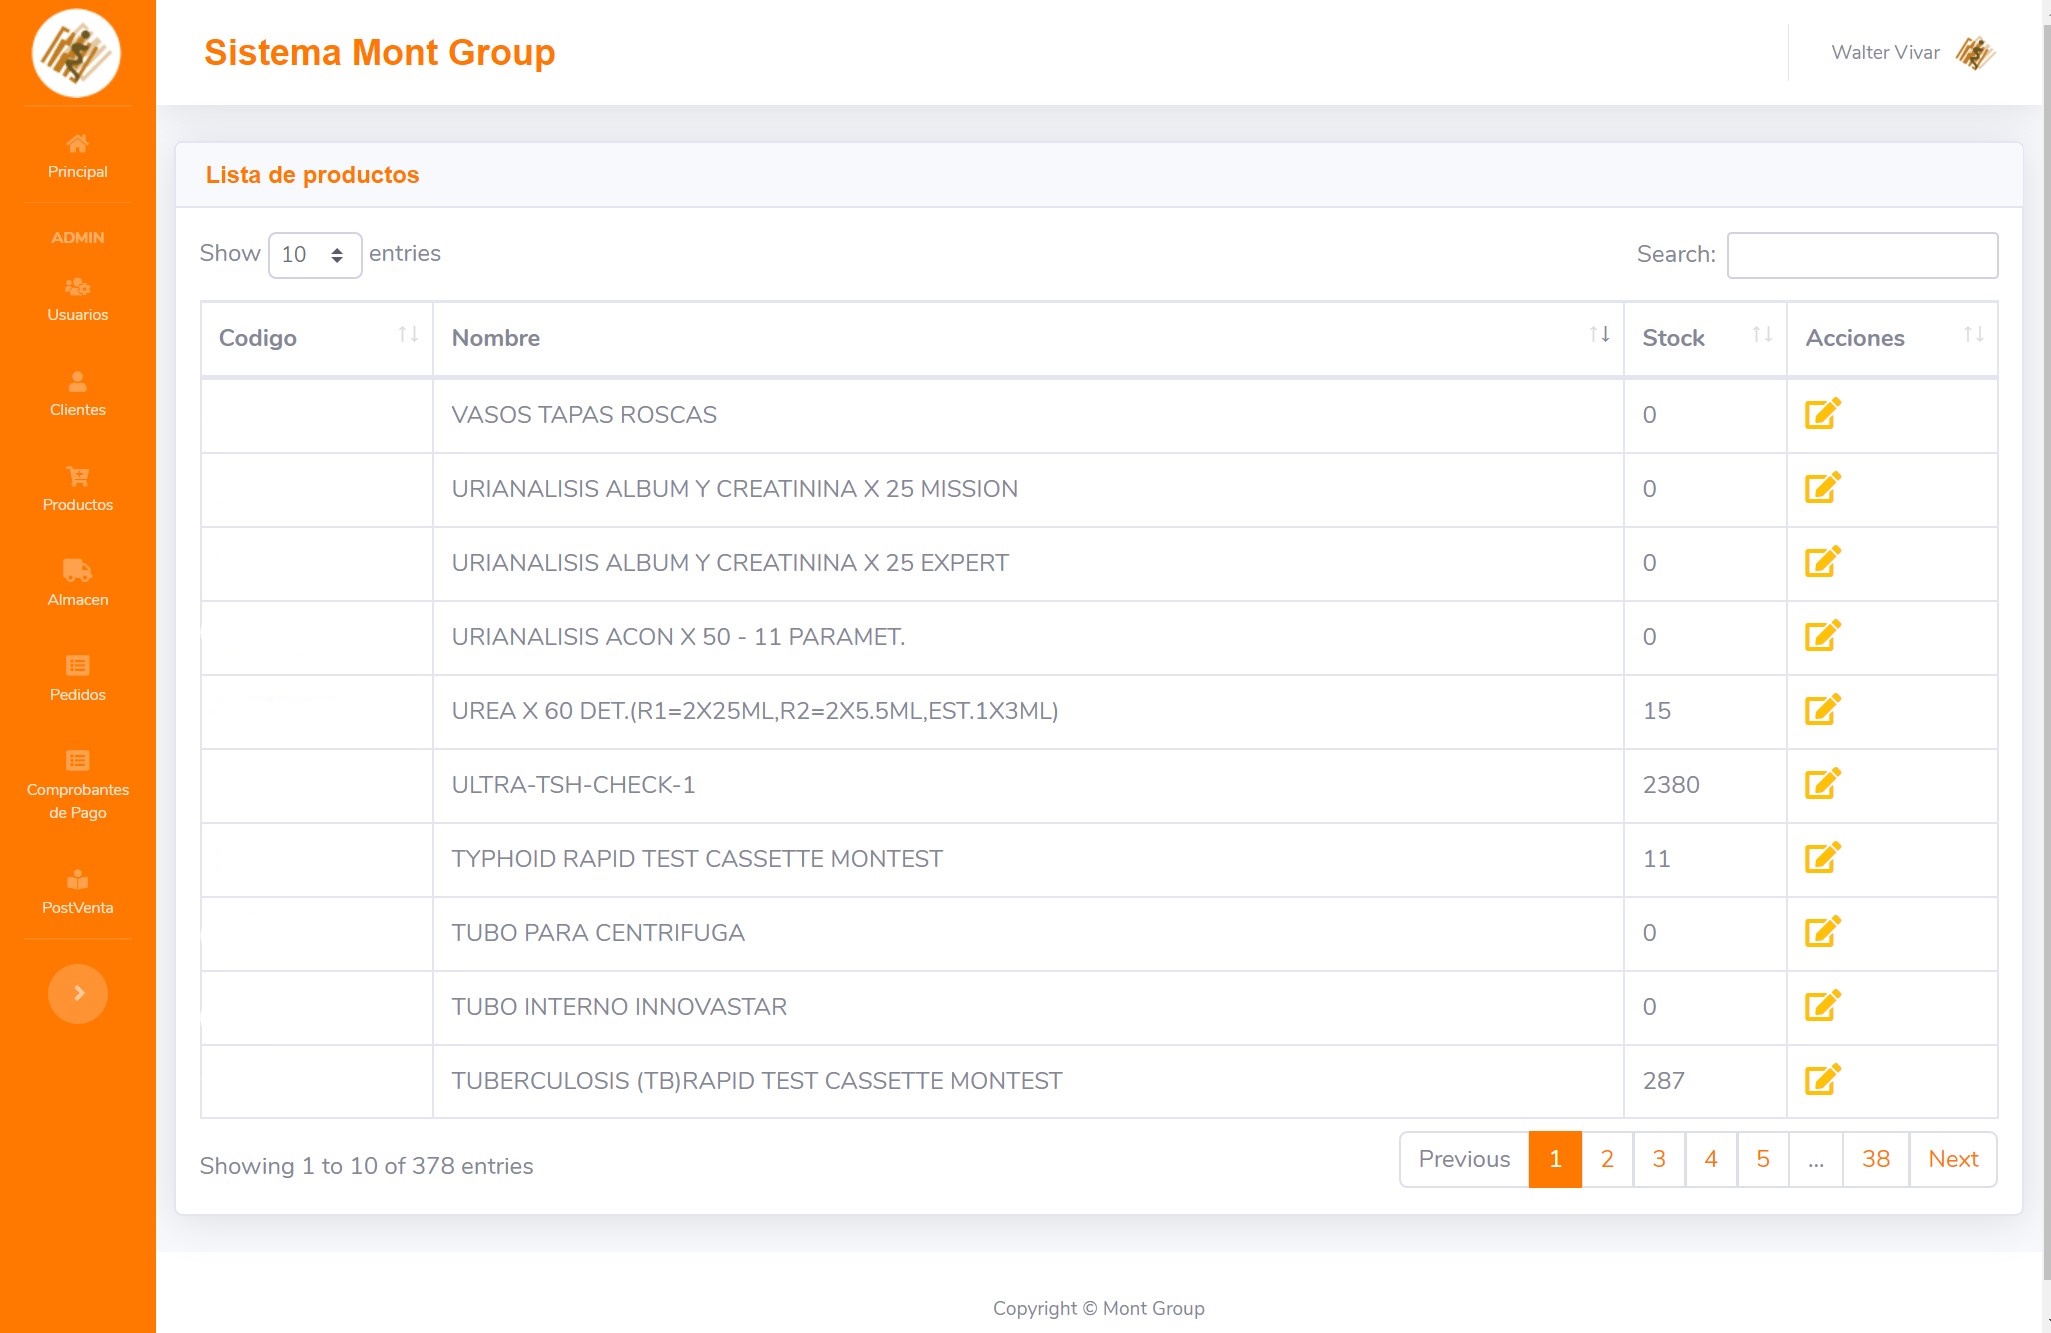 Sistema Mont Group
Walter Vivar
Principal
ADMIN
Usuarios
Clientes
Productos
Almacen
Pedidos
Comprobantes
de Pago
PostVenta
Lista de productos
Show 10 entries
Search:
Codigo Nombre Stock Acciones
VASOS TAPAS ROSCAS 0
URIANALISIS ALBUM Y CREATININA X 25 MISSION 0
URIANALISIS ALBUM Y CREATININA X 25 EXPERT 0
URIANALISIS ACON X 50 - 11 PARAMET. 0
UREA X 60 DET.(R1=2X25ML,R2=2X5.5ML,EST.1X3ML) 15
ULTRA-TSH-CHECK-1 2380
TYPHOID RAPID TEST CASSETTE MONTEST 11
TUBO PARA CENTRIFUGA 0
TUBO INTERNO INNOVASTAR 0
TUBERCULOSIS (TB)RAPID TEST CASSETTE MONTEST 287
Showing 1 to 10 of 378 entries
Previous 1 2 3 4 5 ... 38 Next
Copyright © Mont Group